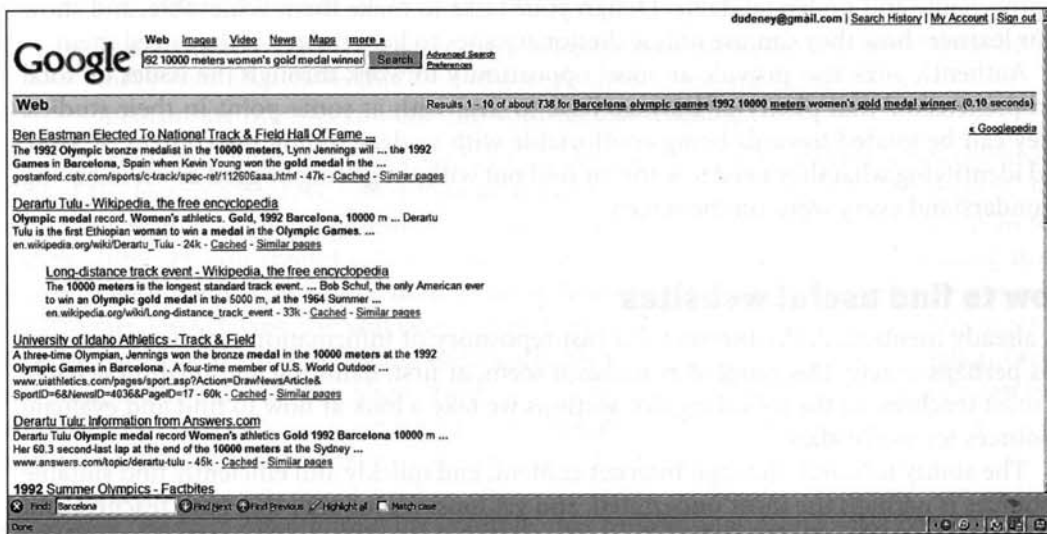 dudeney@gmail.com | Search History | My Account | Sign out
Web Images Video News Maps more »
Google
92 10000 meters women's gold medal winner Search Advanced Search
Preferences
Web Results 1 - 10 of about 738 for Barcelona olympic games 1992 10000 meters women's gold medal winner. (0.10 seconds)
« Googlepedia
Ben Eastman Elected To National Track & Field Hall Of Fame ...
The 1992 Olympic bronze medalist in the 10000 meters, Lynn Jennings will ... the 1992
Games in Barcelona, Spain when Kevin Young won the gold medal in the ...
gostanford.cstv.com/sports/c-track/spec-rel/112606aaa.html - 47k - Cached - Similar pages
Derartu Tulu - Wikipedia, the free encyclopedia
Olympic medal record. Women's athletics. Gold, 1992 Barcelona, 10000 m ... Derartu
Tulu is the first Ethiopian woman to win a medal in the Olympic Games. ...
en.wikipedia.org/wiki/Derartu_Tulu - 24k - Cached - Similar pages
Long-distance track event - Wikipedia, the free encyclopedia
The 10000 meters is the longest standard track event. ... Bob Schul, the only American ever
to win an Olympic gold medal in the 5000 m, at the 1964 Summer ...
en.wikipedia.org/wiki/Long-distance_track_event - 33k - Cached - Similar pages
University of Idaho Athletics - Track & Field
A three-time Olympian, Jennings won the bronze medal in the 10000 meters at the 1992
Olympic Games in Barcelona . A four-time member of U.S. World Outdoor ...
www.uiathletics.com/pages/sport.asp?Action=DrawNewsArticle&
SportID=6&NewsID=4036&PageID=17 - 60k - Cached - Similar pages
Derartu Tulu: Information from Answers.com
Derartu Tulu Olympic medal record Women's athletics Gold 1992 Barcelona 10000 m ...
Her 60.3 second-last lap at the end of the 10000 meters at the Sydney ...
www.answers.com/topic/derartu-tulu - 45k - Cached - Similar pages
1992 Summer Olympics - Factbites
Find: Barcelona Find Next Find Previous Highlight all Match case
Done